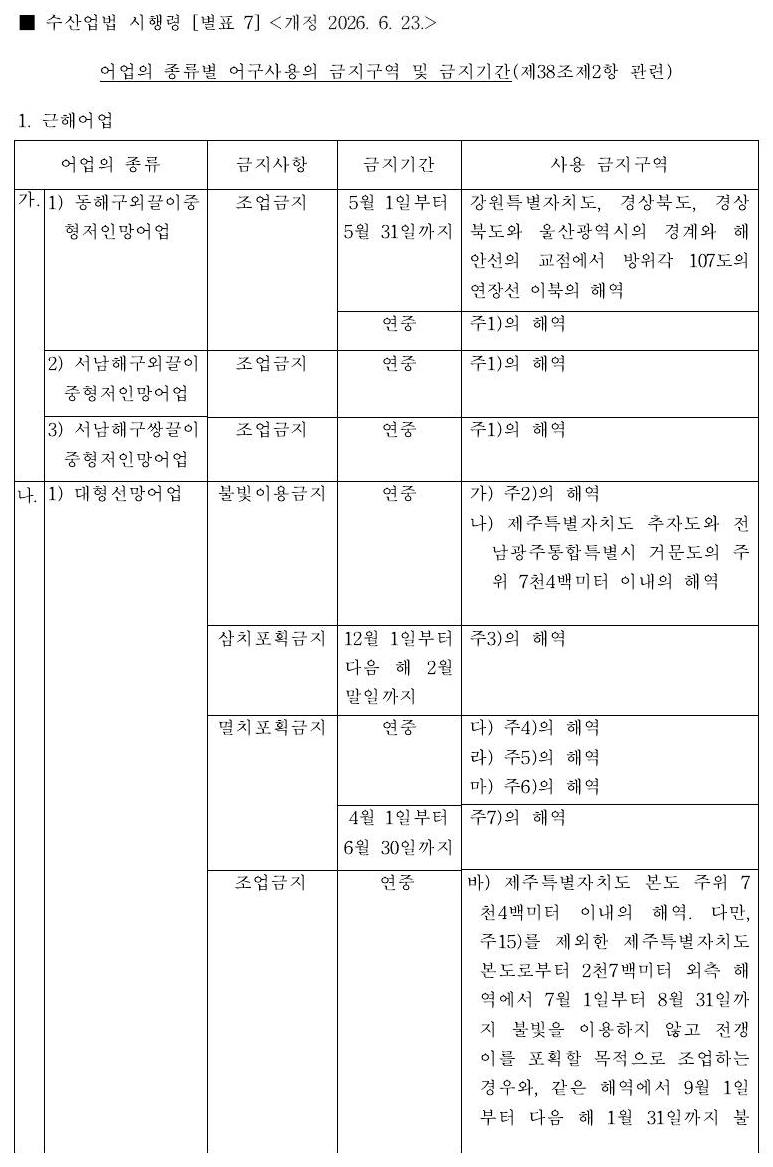 ■ 수산업법 시행령 [별표 7] <개정 2026. 6. 23.>
어업의 종류별 어구사용의 금지구역 및 금지기간(제38조제2항 관련)
1. 근해어업
어업의 종류 금지사항 금지기간 사용 금지구역
가. 1) 동해구외끌이중 조업금지 5월 1일부터 강원특별자치도, 경상북도, 경상
형저인망어업 5월 31일까지 북도와 울산광역시의 경계와 해
안선의 교점에서 방위각 107도의
연장선 이북의 해역
연중 주1)의 해역
2) 서남해구외끌이 조업금지 연중 주1)의 해역
중형저인망어업
3) 서남해구쌍끌이 조업금지 연중 주1)의 해역
중형저인망어업
나. 1) 대형선망어업 불빛이용금지 연중 가) 주2)의 해역
나) 제주특별자치도 추자도와 전
남광주통합특별시 거문도의 주
위 7천4백미터 이내의 해역
삼치포획금지 12월 1일부터 주3)의 해역
다음 해 2월
말일까지
멸치포획금지 연중 다) 주4)의 해역
라) 주5)의 해역
마) 주6)의 해역
4월 1일부터 주7)의 해역
6월 30일까지
조업금지 연중 바) 제주특별자치도 본도 주위 7
천4백미터 이내의 해역. 다만,
주15)를 제외한 제주특별자치도
본도로부터 2천7백미터 외측 해
역에서 7월 1일부터 8월 31일까
지 불빛을 이용하지 않고 전갱
이를 포획할 목적으로 조업하는
경우와, 같은 해역에서 9월 1일
부터 다음 해 1월 31일까지 불